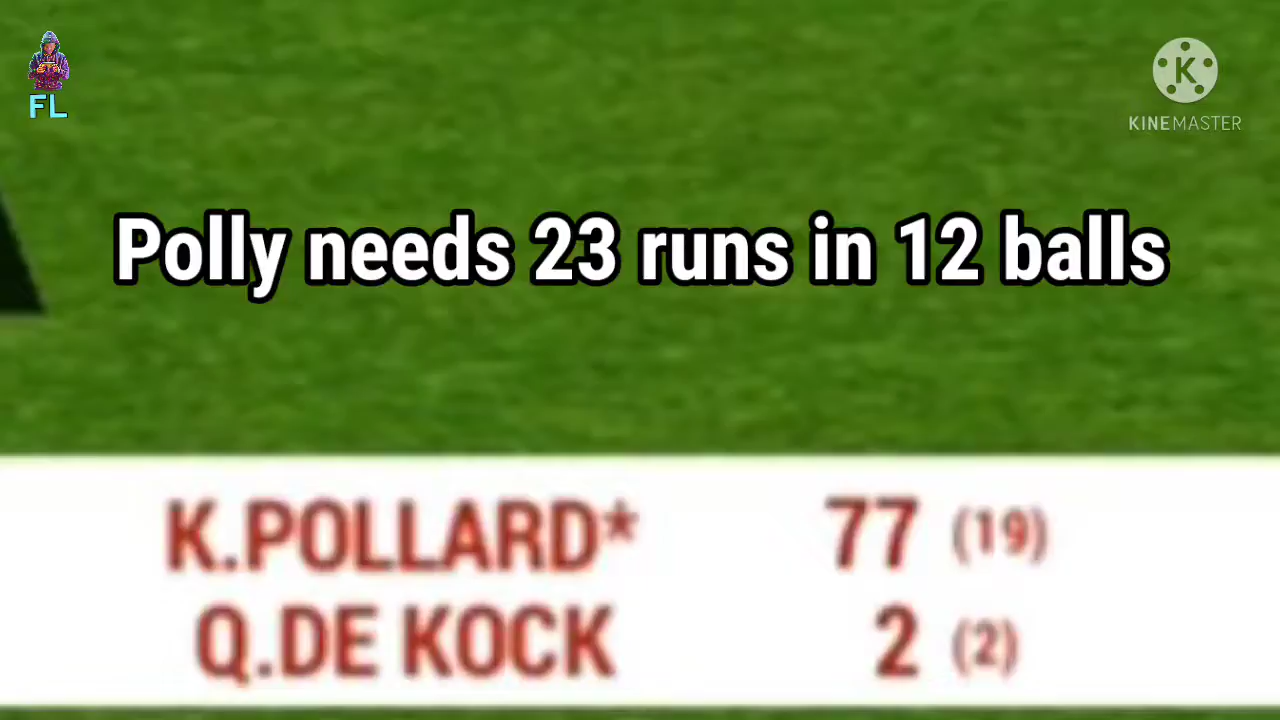 FL
K
KINEMASTER
Polly needs 23 runs in 12 balls
K.POLLARD* 77 (19)
Q.DE KOCK 2 (2)